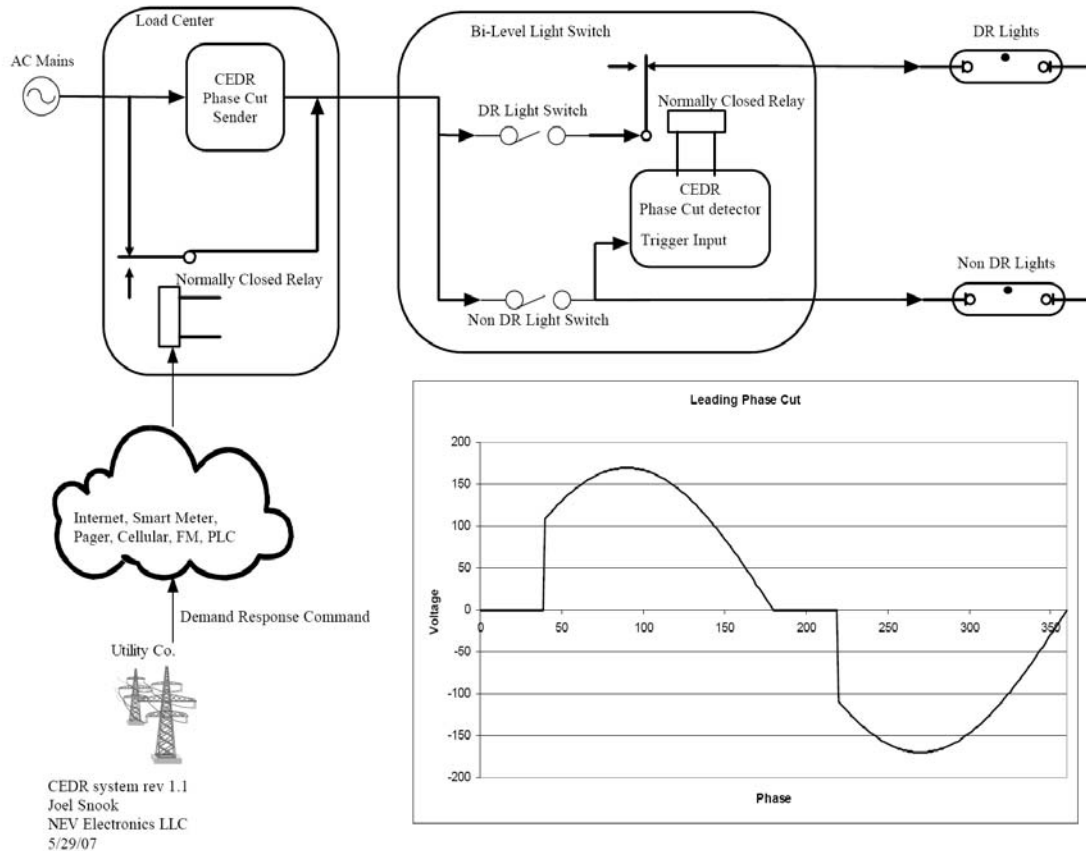 Load Center
AC Mains
CEDR
Phase Cut
Sender
Normally Closed Relay
Bi-Level Light Switch
DR Light Switch
Normally Closed Relay
CEDR
Phase Cut detector
Trigger Input
Non DR Light Switch
DR Lights
Non DR Lights
Internet, Smart Meter,
Pager, Cellular, FM, PLC
Demand Response Command
Utility Co.
CEDR system rev 1.1
Joel Snook
NEV Electronics LLC
5/29/07
Leading Phase Cut
200
150
100
50
0
-50
-100
-150
-200
Voltage
0
50
100
150
200
250
300
350
Phase